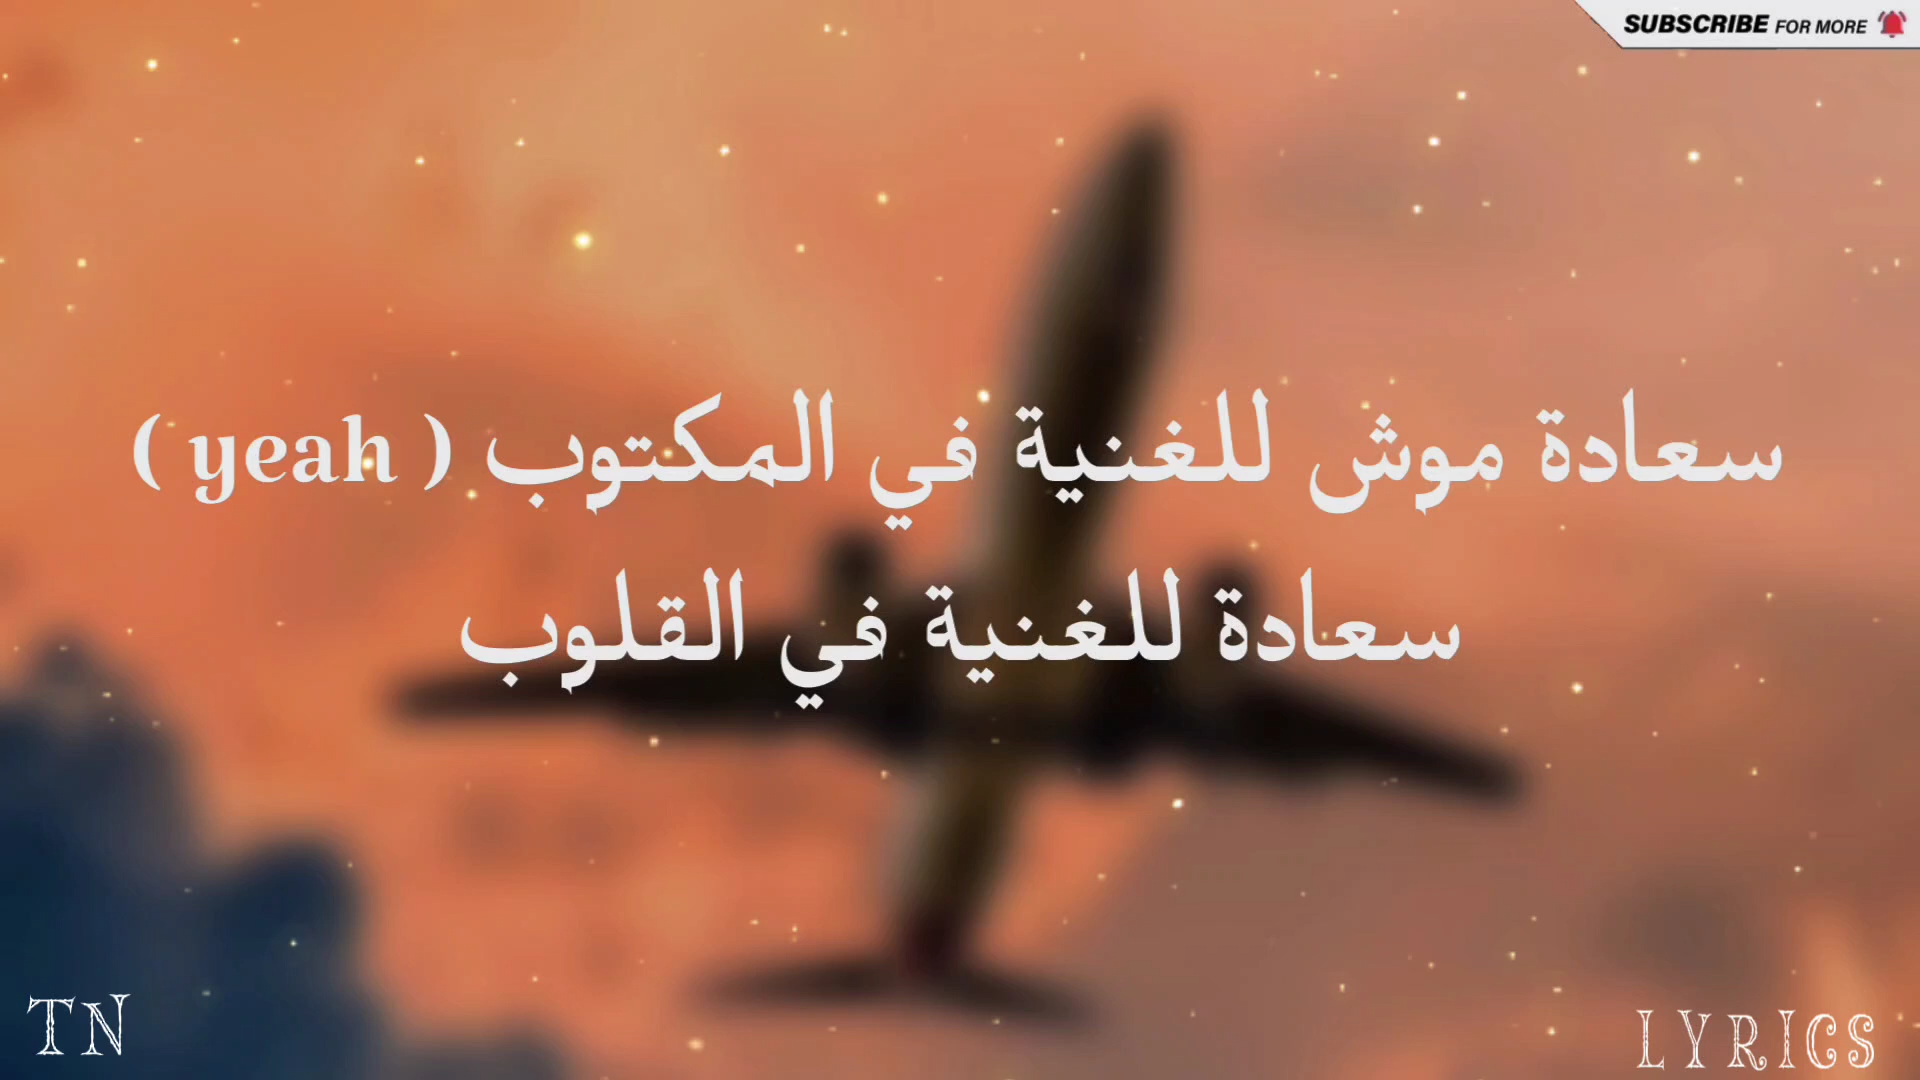 SUBSCRIBE FOR MORE
سعادة موش للغنية في المكتوب ( yeah )
سعادة للغنية في القلوب
TN
LYRICS